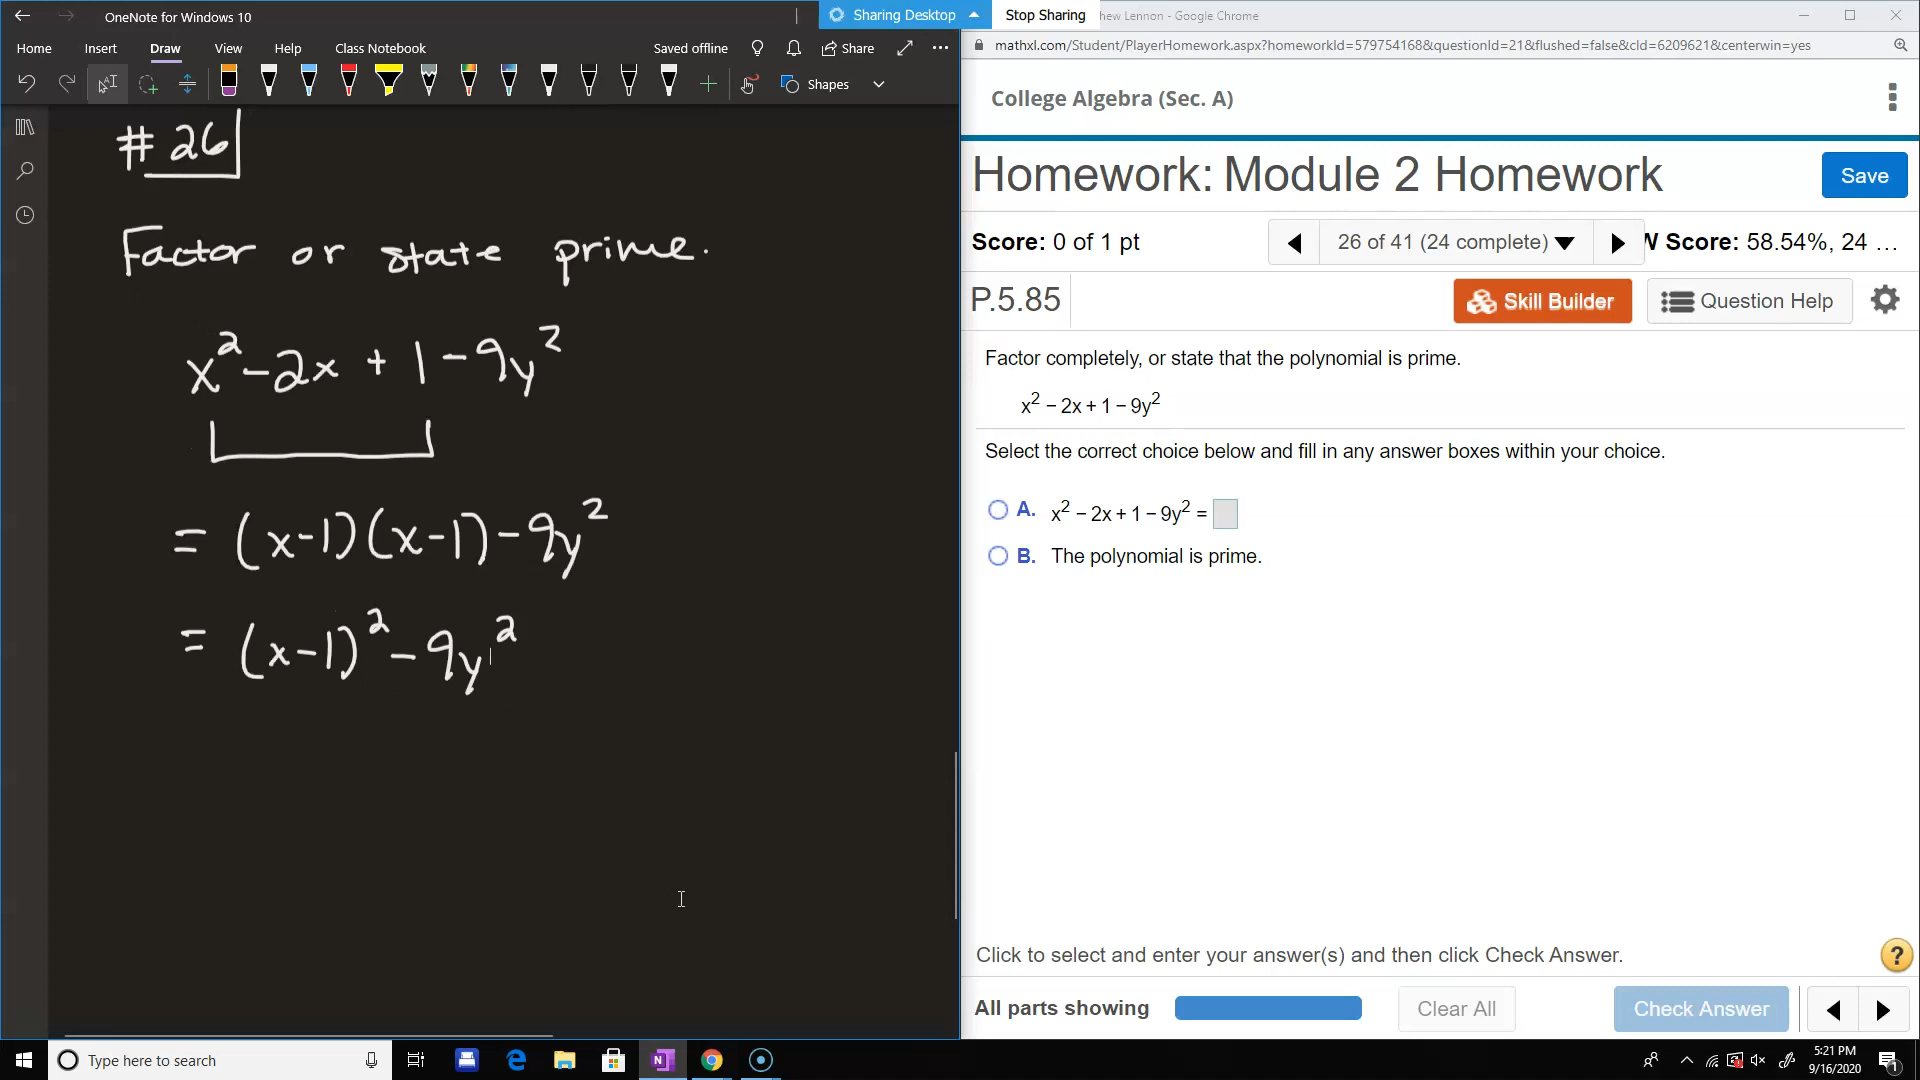 OneNote for Windows 10
Sharing Desktop
Stop Sharing
hew Lennon - Google Chrome
Home Insert Draw View Help Class Notebook
Saved offline
Share
Shapes
mathxl.com/Student/PlayerHomework.aspx?homeworkId=579754168&questionId=21&flushed=false&cId=6209621&centerwin=yes
# 26
Factor or state prime.
x² - 2x + 1 - 9y²
= (x-1)(x-1) - 9y²
= (x-1)² - 9y²
College Algebra (Sec. A)
Homework: Module 2 Homework
Save
Score: 0 of 1 pt
26 of 41 (24 complete)
W Score: 58.54%, 24 ...
P.5.85
Skill Builder
Question Help
Factor completely, or state that the polynomial is prime.
x² − 2x + 1 − 9y²
Select the correct choice below and fill in any answer boxes within your choice.
A. x² − 2x + 1 − 9y² =
B. The polynomial is prime.
Click to select and enter your answer(s) and then click Check Answer.
?
All parts showing
Clear All
Check Answer
Type here to search
5:21 PM
9/16/2020
1